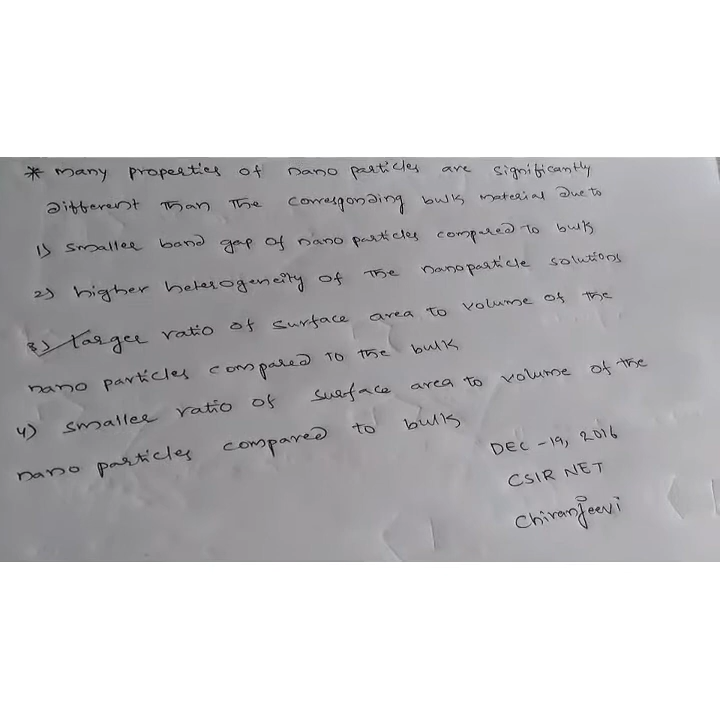 * Many properties of nano particles are significantly
different than the corresponding bulk material due to
1) smaller band gap of nano particles compared to bulk
2) higher heterogeneity of the nanoparticle solutions
3) larger ratio of surface area to volume of the
nano particles compared to the bulk
4) smaller ratio of surface area to volume of the
nano particles compared to bulk
DEC -19, 2016
CSIR NET
Chiranjeevi